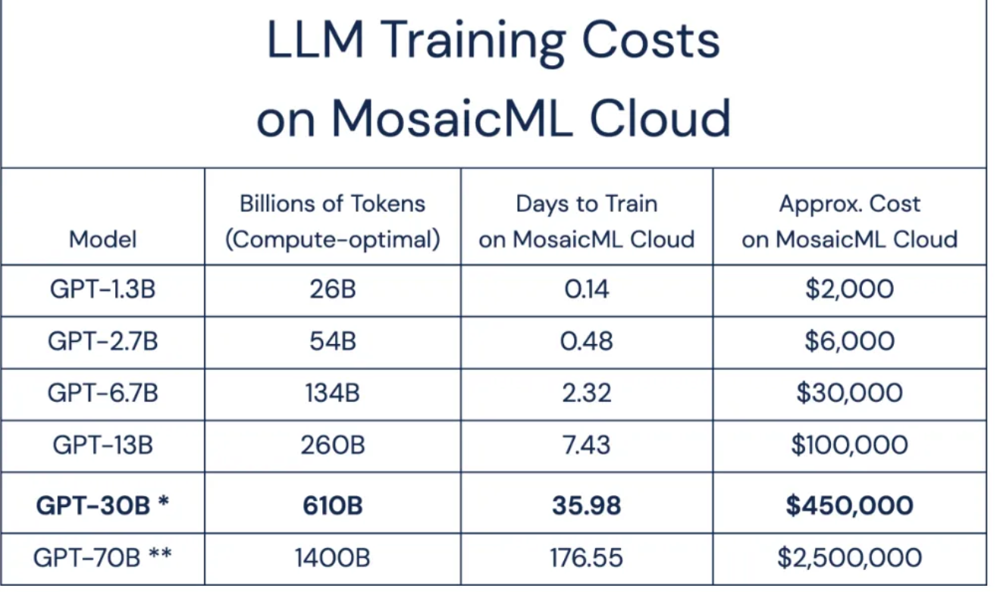 LLM Training Costs
on MosaicML Cloud
Model
Billions of Tokens
(Compute-optimal)
Days to Train
on MosaicML Cloud
Approx. Cost
on MosaicML Cloud
GPT-1.3B 26B 0.14 $2,000
GPT-2.7B 54B 0.48 $6,000
GPT-6.7B 134B 2.32 $30,000
GPT-13B 260B 7.43 $100,000
GPT-30B * 610B 35.98 $450,000
GPT-70B ** 1400B 176.55 $2,500,000